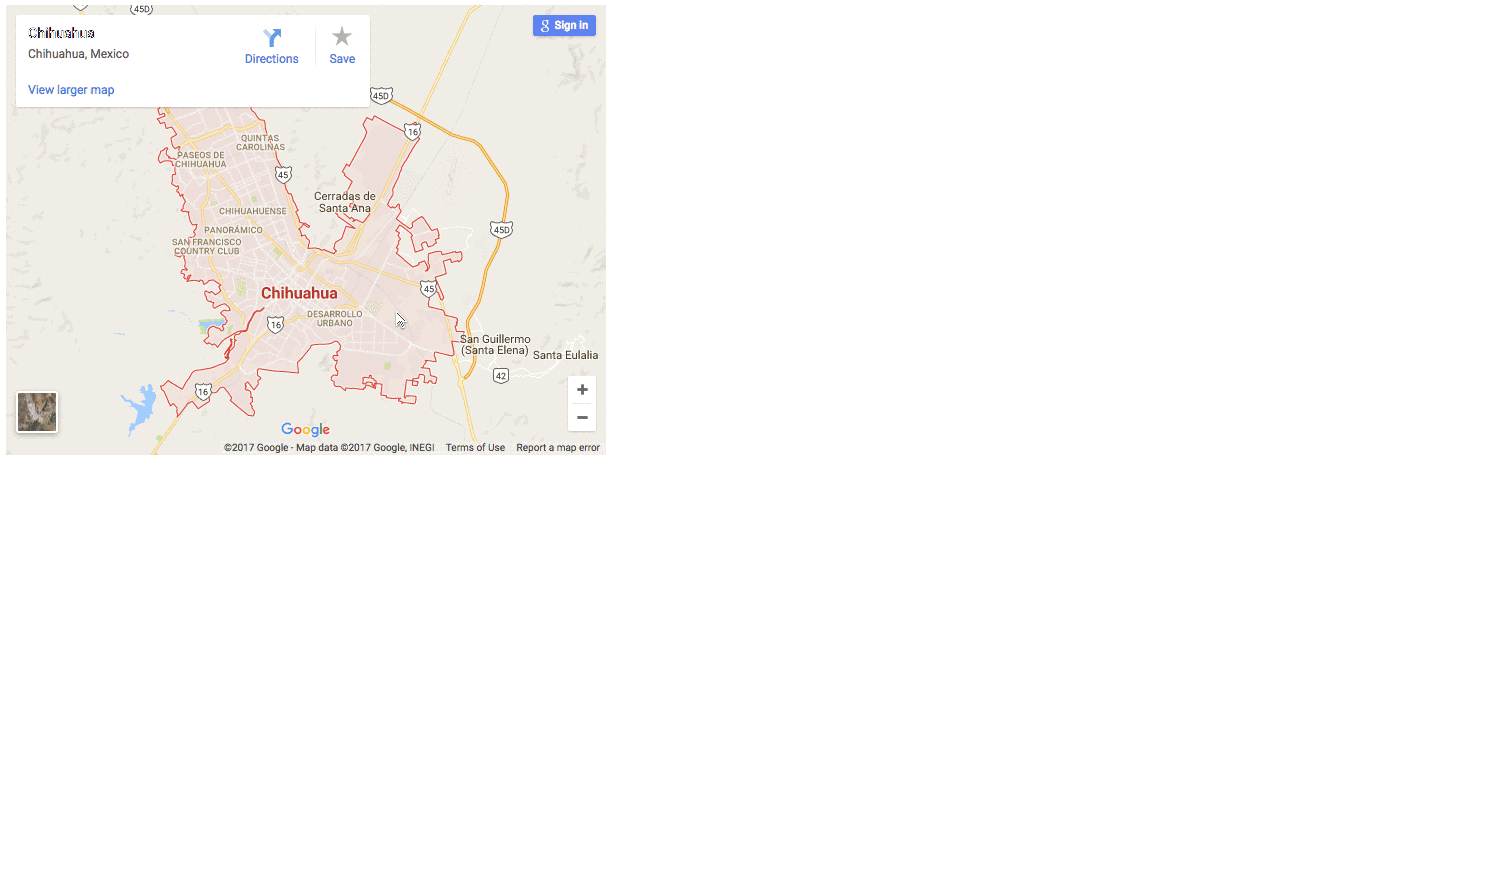 45D
Chihuahua
Chihuahua, Mexico
View larger map
Directions
Save
Sign in
45D
16
QUINTAS
CAROLINAS
PASEOS DE
CHIHUAHUA
45
Cerradas de
Santa Ana
CHIHUAHUENSE
PANORÁMICO
45D
SAN FRANCISCO
COUNTRY CLUB
Chihuahua
45
DESARROLLO
URBANO
16
San Guillermo
(Santa Elena)
Santa Eulalia
42
16
+
−
Google
©2017 Google - Map data ©2017 Google, INEGI Terms of Use Report a map error